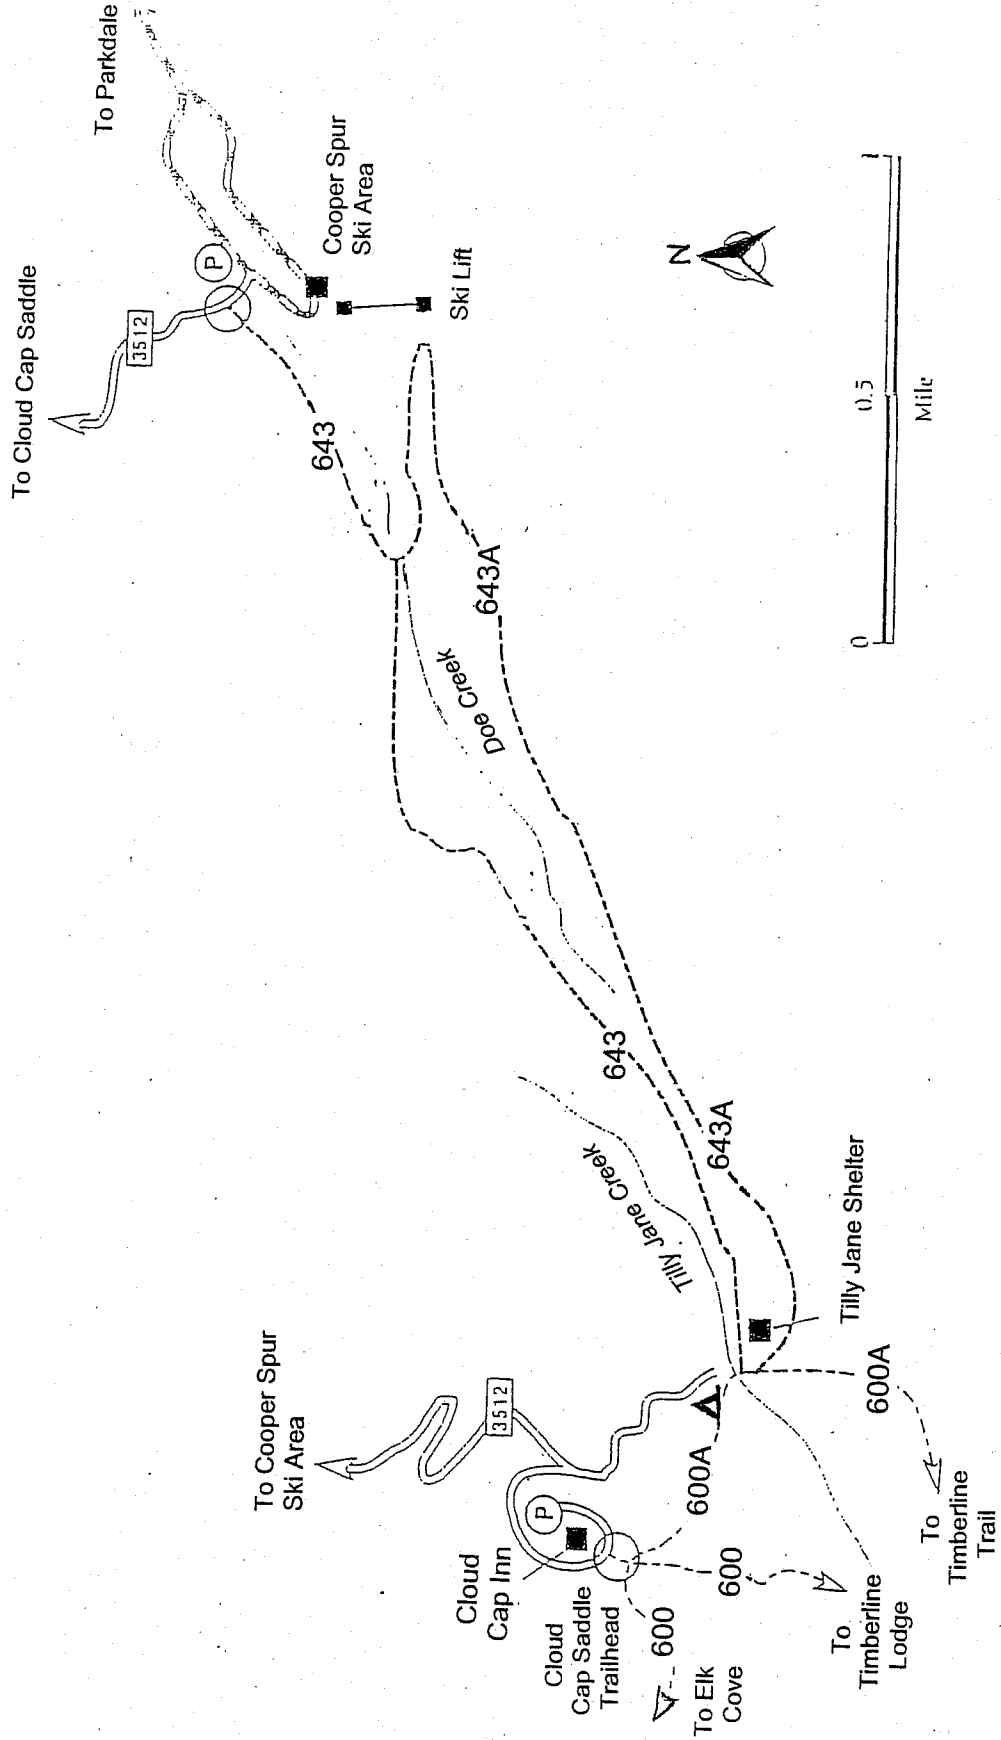 To Parkdale
To Cloud Cap Saddle
P
3512
Cooper Spur
Ski Area
Ski Lift
N
643
643A
Doe Creek
0
0.5
1
Mile
643
643A
Tilly Jane Creek
Tilly Jane Shelter
To Cooper Spur
Ski Area
3512
P
Cloud
Cap Inn
Cloud
Cap Saddle
Trailhead
600A
600A
600
600
To Elk
Cove
To
Timberline
Lodge
To
Timberline
Trail